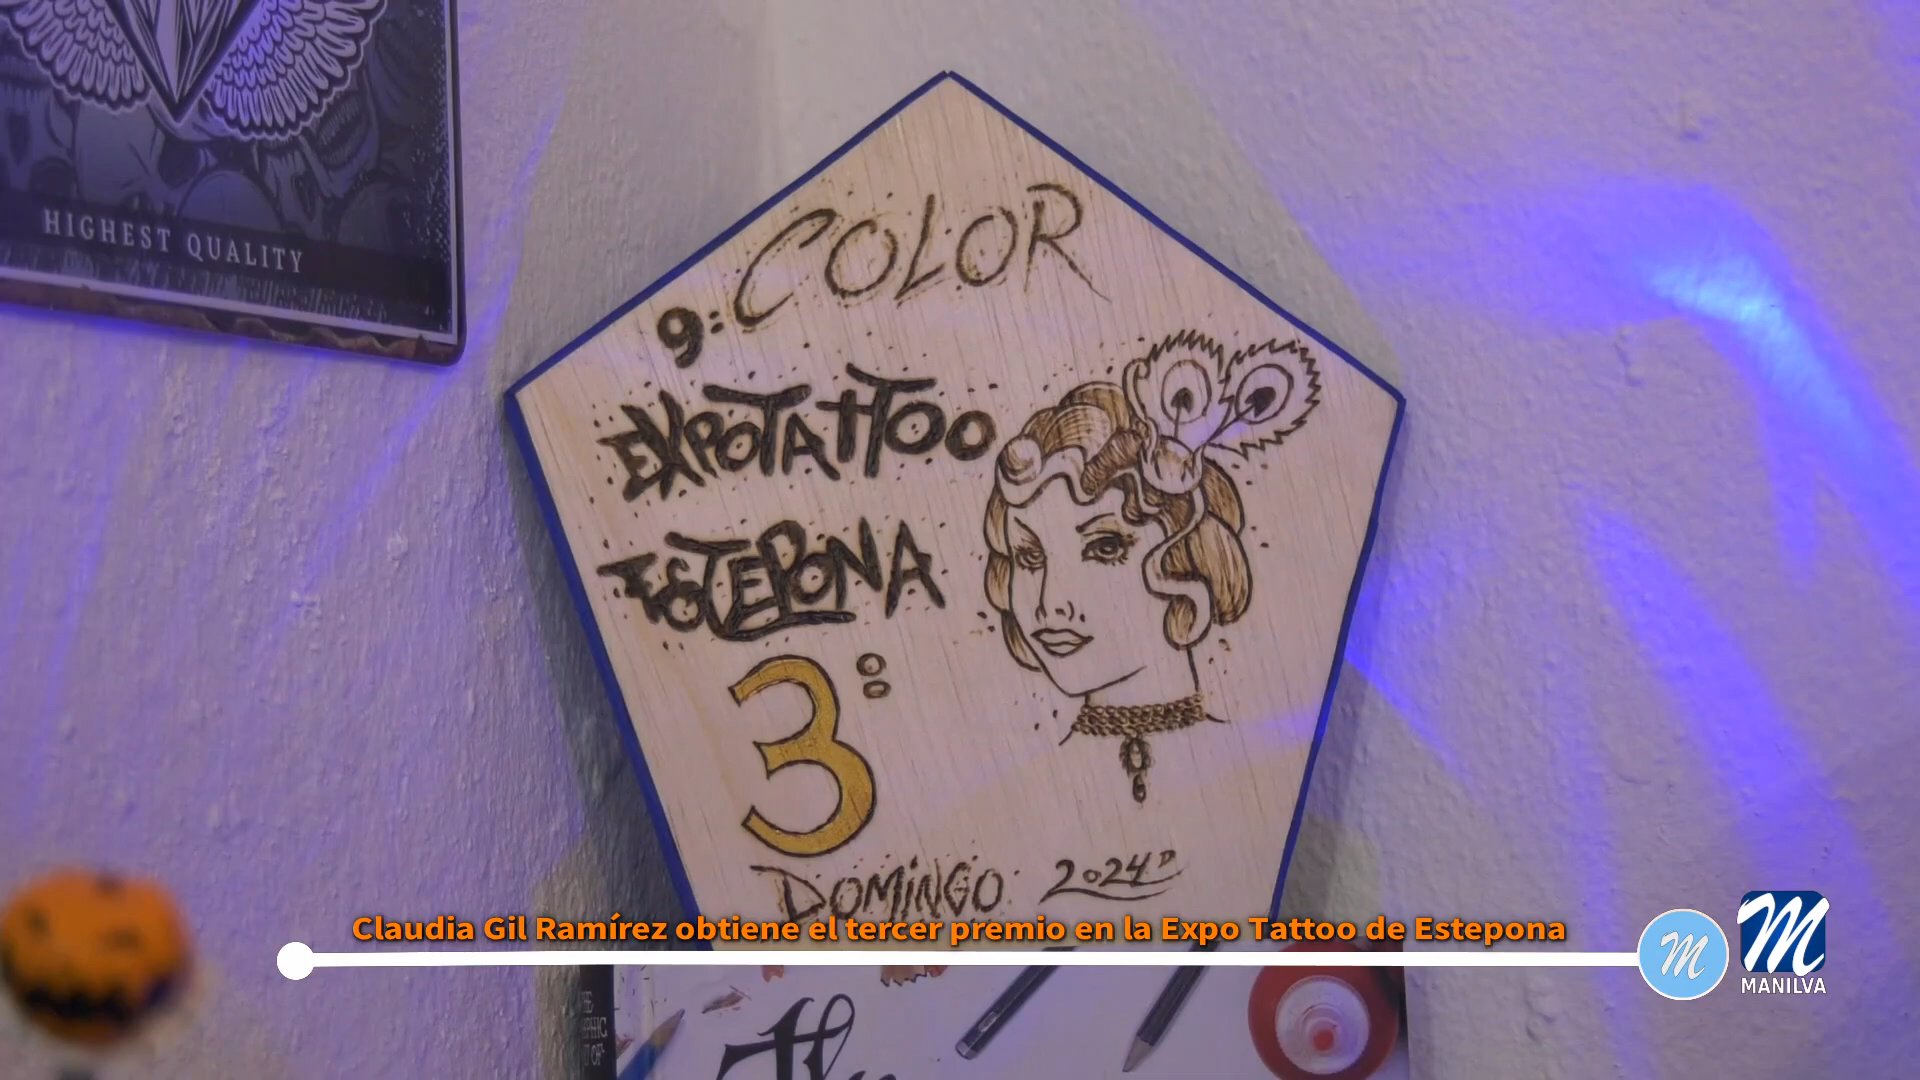 HIGHEST QUALITY
COLOR
9:
EXPOTATTOO
ESTEPONA
3º
DOMINGO 2024
Claudia Gil Ramírez obtiene el tercer premio en la Expo Tattoo de Estepona
M
M
MANILVA
The